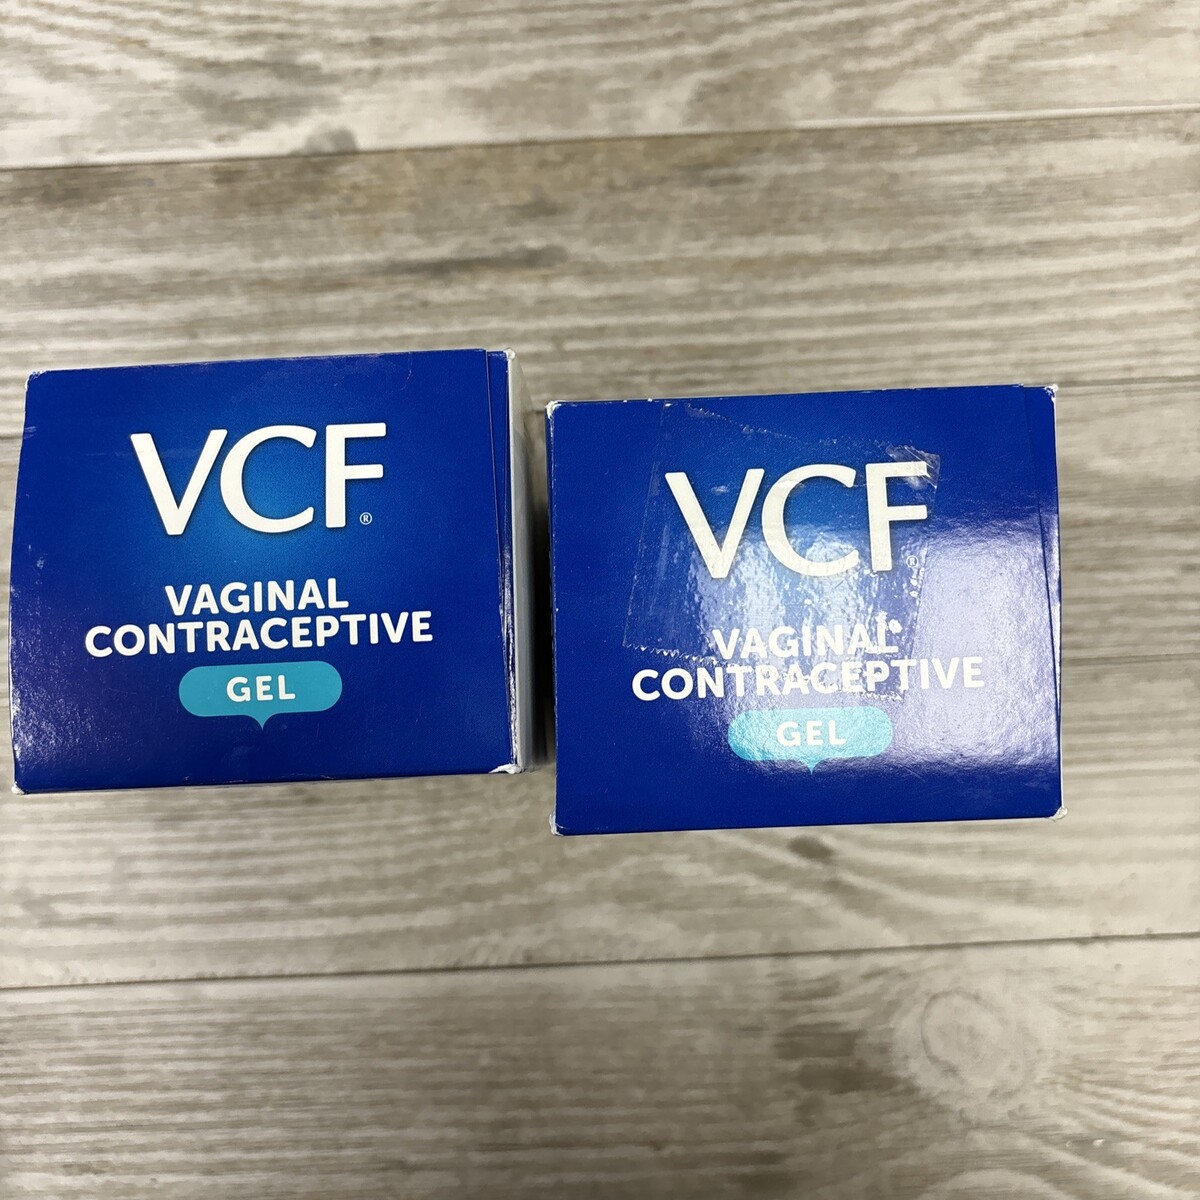 VCF®
VAGINAL
CONTRACEPTIVE
GEL
VCF®
VAGINAL
CONTRACEPTIVE
GEL